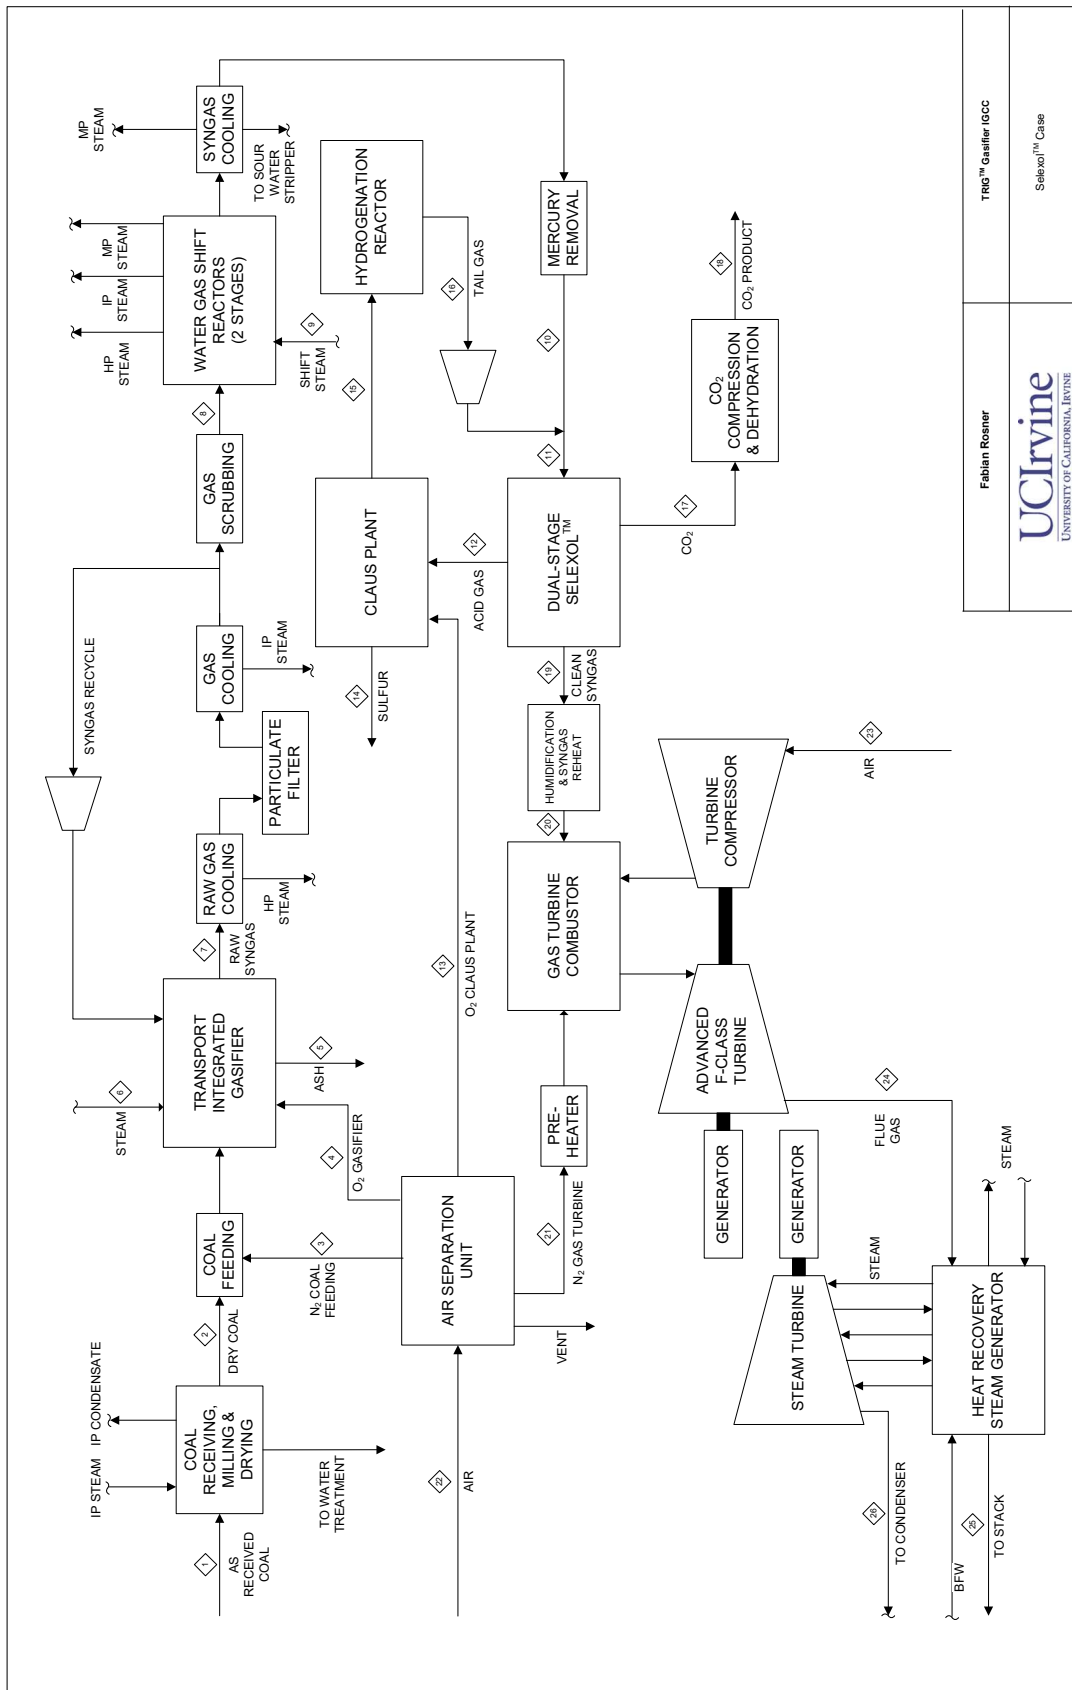 IP STEAM
IP CONDENSATE
1
AS
RECEIVED
COAL
COAL
RECEIVING,
MILLING &
DRYING
TO WATER
TREATMENT
2
DRY COAL
COAL
FEEDING
3
N2 COAL
FEEDING
STEAM
6
TRANSPORT
INTEGRATED
GASIFIER
4
O2 GASIFIER
5
ASH
SYNGAS RECYCLE
7
RAW
SYNGAS
RAW GAS
COOLING
HP
STEAM
PARTICULATE
FILTER
GAS
COOLING
IP
STEAM
GAS
SCRUBBING
8
HP
STEAM
IP
STEAM
MP
STEAM
WATER GAS SHIFT
REACTORS
(2 STAGES)
9
SHIFT
STEAM
MP
STEAM
SYNGAS
COOLING
TO SOUR
WATER
STRIPPER
22
AIR
AIR SEPARATION
UNIT
VENT
21
N2 GAS TURBINE
13
O2 CLAUS PLANT
14
SULFUR
CLAUS PLANT
12
ACID GAS
15
HYDROGENATION
REACTOR
16
TAIL GAS
MERCURY
REMOVAL
10
11
DUAL-STAGE
SELEXOL™
17
CO2
CO2
COMPRESSION
& DEHYDRATION
18
CO2 PRODUCT
19
CLEAN
SYNGAS
HUMIDIFICATION
& SYNGAS
REHEAT
20
GAS TURBINE
COMBUSTOR
PRE-
HEATER
GENERATOR
ADVANCED
F-CLASS
TURBINE
TURBINE
COMPRESSOR
23
AIR
24
FLUE
GAS
GENERATOR
STEAM TURBINE
STEAM
26
TO CONDENSER
BFW
25
TO STACK
HEAT RECOVERY
STEAM GENERATOR
STEAM
Fabian Rosner
TRIG™ Gasifier IGCC
UCIrvine
UNIVERSITY OF CALIFORNIA, IRVINE
Selexol™ Case